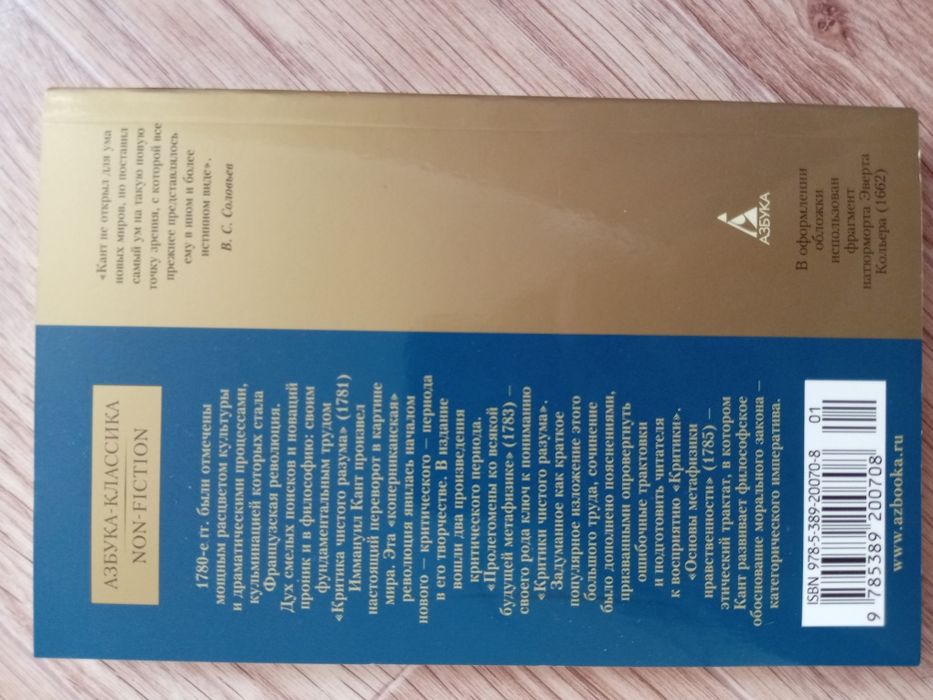 АЗБУКА-КЛАССИКА
NON-FICTION
1780-е гг. были отмечены
мощным расцветом культуры
и драматическими процессами,
кульминацией которых стала
Французская революция.
Дух смелых поисков и новаций
проник и в философию: своим
фундаментальным трудом
«Критика чистого разума» (1781)
Иммануил Кант произвел
настоящий переворот в картине
мира. Эта «коперниканская»
революция явилась началом
нового – критического – периода
в его творчестве. В издание
вошли два произведения
критического периода.
«Пролегомены ко всякой
будущей метафизике» (1783) –
своего рода ключ к пониманию
«Критики чистого разума».
Задуманное как краткое
популярное изложение этого
большого труда, сочинение
было дополнено пояснениями,
призванными опровергнуть
ошибочные трактовки
и подготовить читателя
к восприятию «Критики».
«Основы метафизики
нравственности» (1785) –
этический трактат, в котором
Кант развивает философское
обоснование морального закона –
категорического императива.
ISBN 978-5-389-20070-8
01
9 785389 200708
www.azbooka.ru
«Кант не открыл для ума
новых миров, но поставил
самый ум на такую новую
точку зрения, с которой все
прежнее представлялось
ему в ином и более
истинном виде».
В. С. Соловьев
АЗБУКА
В оформлении
обложки
использован
фрагмент
натюрморта Эверта
Кольера (1662)